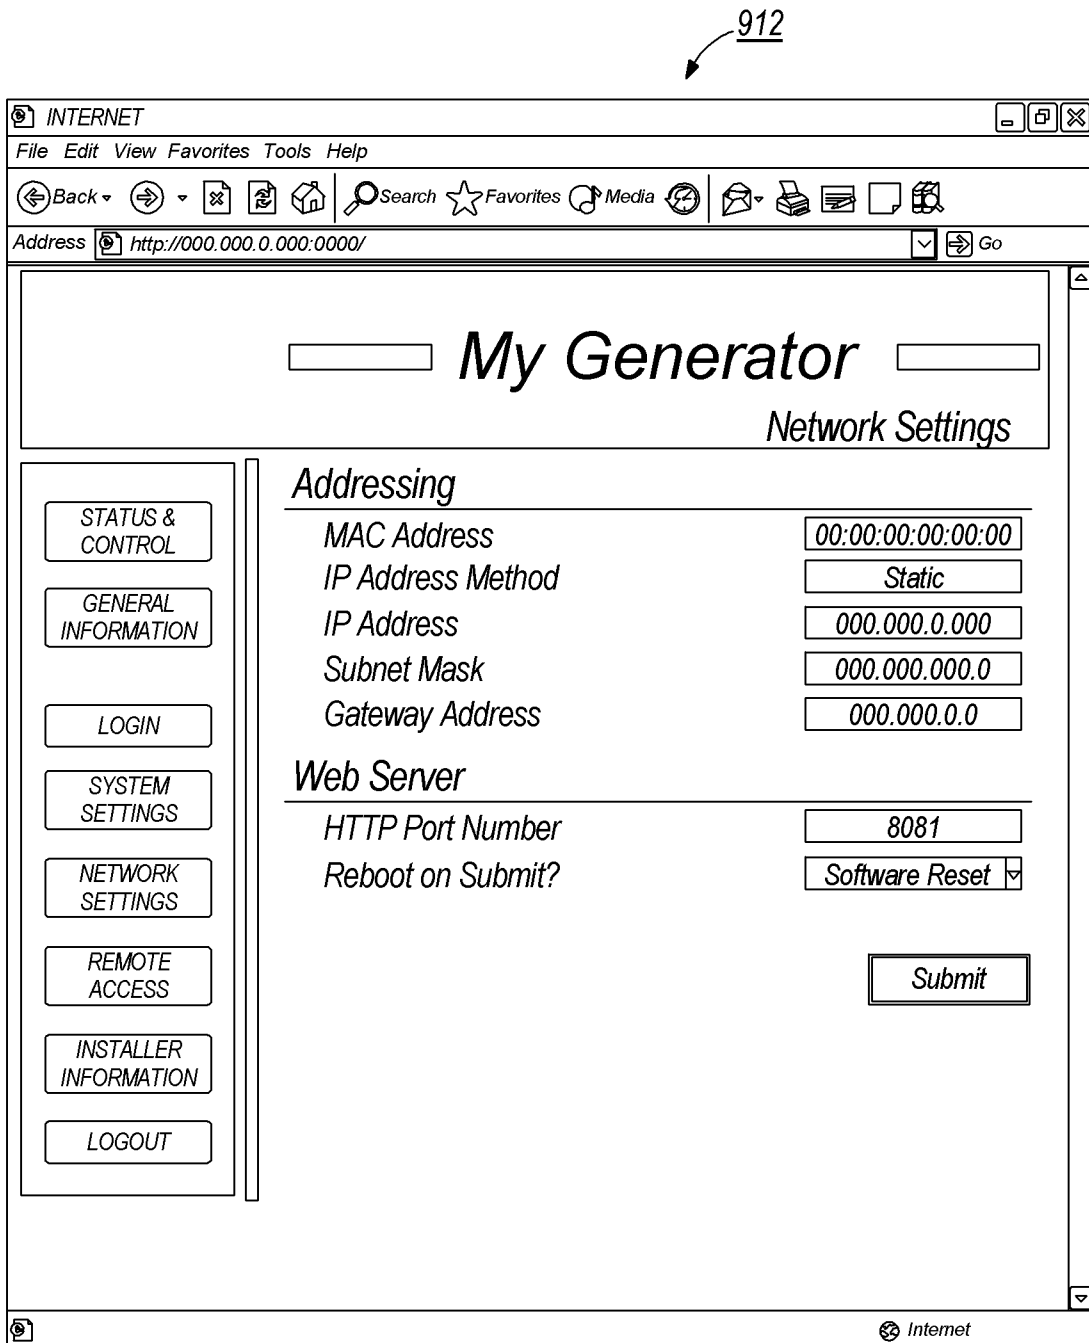 912
INTERNET
File Edit View Favorites Tools Help
Back Search Favorites Media
Address http://000.000.0.000:0000/ Go
My Generator
Network Settings
STATUS &
CONTROL
GENERAL
INFORMATION
LOGIN
SYSTEM
SETTINGS
NETWORK
SETTINGS
REMOTE
ACCESS
INSTALLER
INFORMATION
LOGOUT
Addressing
MAC Address 00:00:00:00:00:00
IP Address Method Static
IP Address 000.000.0.000
Subnet Mask 000.000.000.0
Gateway Address 000.000.0.0
Web Server
HTTP Port Number 8081
Reboot on Submit? Software Reset
Submit
Internet